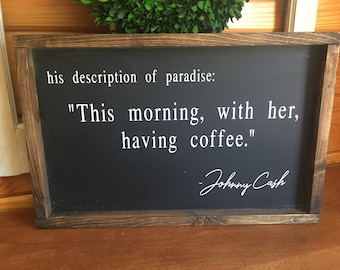 his description of paradise:
"This morning, with her,
having coffee."
-Johnny Cash